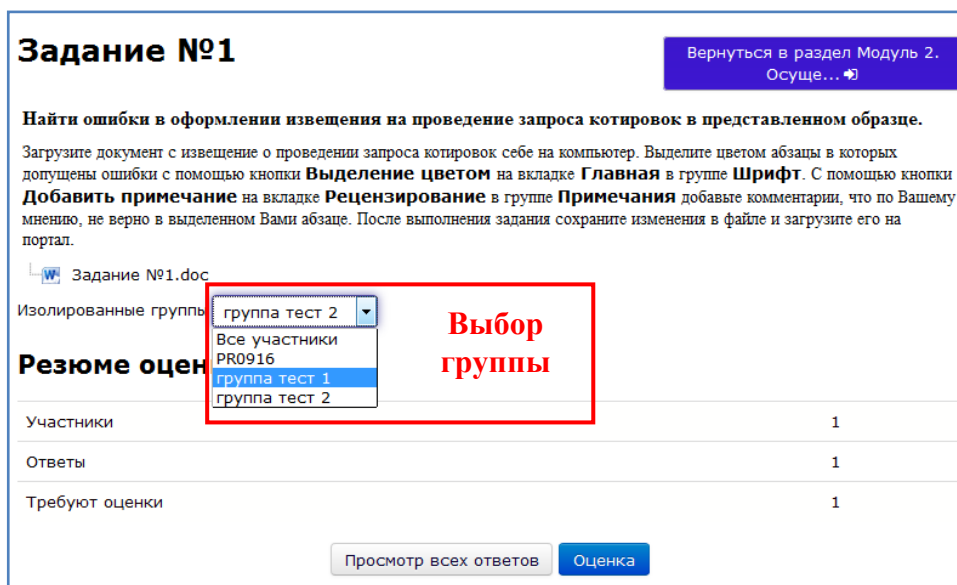 Задание №1
Вернуться в раздел Модуль 2.
Осуще...
Найти ошибки в оформлении извещения на проведение запроса котировок в представленном образце.
Загрузите документ с извещение о проведении запроса котировок себе на компьютер. Выделите цветом абзацы в которых
допущены ошибки с помощью кнопки Выделение цветом на вкладке Главная в группе Шрифт. С помощью кнопки
Добавить примечание на вкладке Рецензирование в группе Примечания добавьте комментарии, что по Вашему
мнению, не верно в выделенном Вами абзаце. После выполнения задания сохраните изменения в файле и загрузите его на
портал.
Задание №1.doc
Изолированные группы группа тест 2
Все участники
PR0916
группа тест 1
группа тест 2
Выбор
группы
Резюме оцен
Участники 1
Ответы 1
Требуют оценки 1
Просмотр всех ответов Оценка